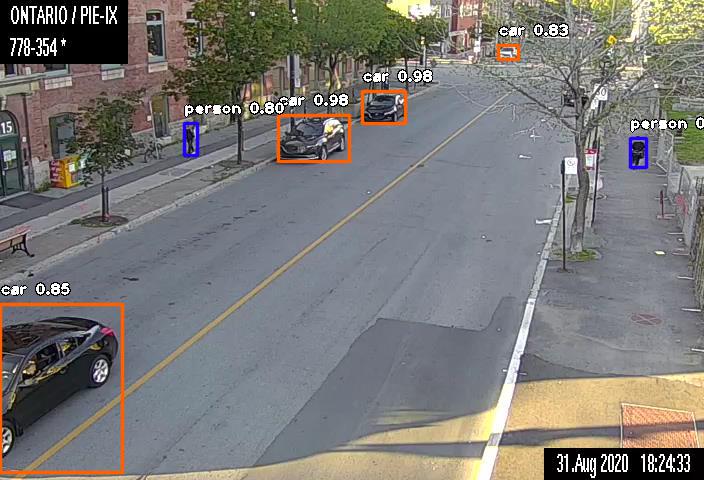 ONTARIO / PIE-IX
778-354 *
car 0.83
car 0.98
car 0.98
person 0.80
person 0
15
car 0.85
31.Aug 2020 18:24:33